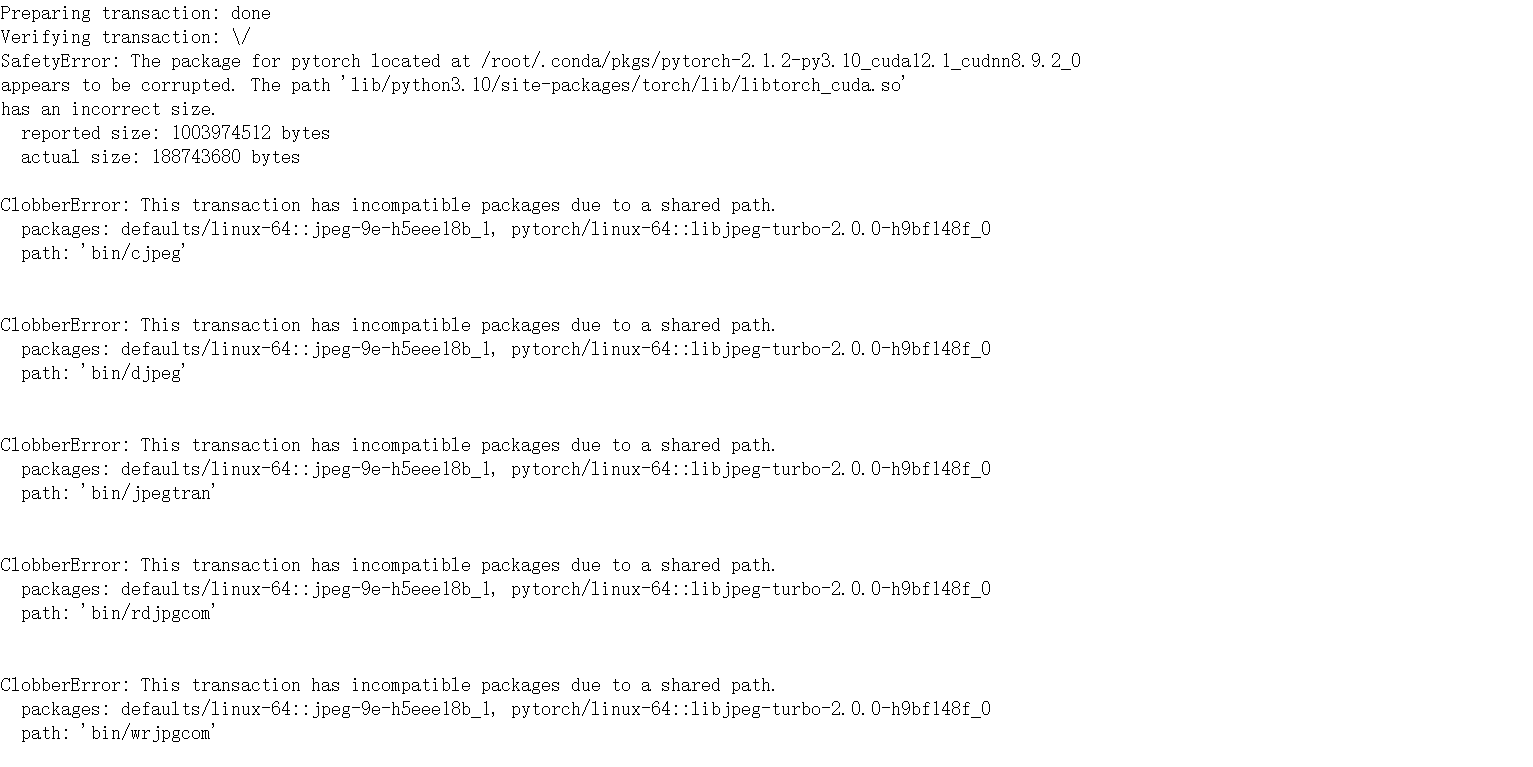 Preparing transaction: done
Verifying transaction: \/
SafetyError: The package for pytorch located at /root/.conda/pkgs/pytorch-2.1.2-py3.10_cuda12.1_cudnn8.9.2_0
appears to be corrupted. The path 'lib/python3.10/site-packages/torch/lib/libtorch_cuda.so'
has an incorrect size.
  reported size: 1003974512 bytes
  actual size: 188743680 bytes

ClobberError: This transaction has incompatible packages due to a shared path.
  packages: defaults/linux-64::jpeg-9e-h5eee18b_1, pytorch/linux-64::libjpeg-turbo-2.0.0-h9bf148f_0
  path: 'bin/cjpeg'


ClobberError: This transaction has incompatible packages due to a shared path.
  packages: defaults/linux-64::jpeg-9e-h5eee18b_1, pytorch/linux-64::libjpeg-turbo-2.0.0-h9bf148f_0
  path: 'bin/djpeg'


ClobberError: This transaction has incompatible packages due to a shared path.
  packages: defaults/linux-64::jpeg-9e-h5eee18b_1, pytorch/linux-64::libjpeg-turbo-2.0.0-h9bf148f_0
  path: 'bin/jpegtran'


ClobberError: This transaction has incompatible packages due to a shared path.
  packages: defaults/linux-64::jpeg-9e-h5eee18b_1, pytorch/linux-64::libjpeg-turbo-2.0.0-h9bf148f_0
  path: 'bin/rdjpgcom'


ClobberError: This transaction has incompatible packages due to a shared path.
  packages: defaults/linux-64::jpeg-9e-h5eee18b_1, pytorch/linux-64::libjpeg-turbo-2.0.0-h9bf148f_0
  path: 'bin/wrjpgcom'